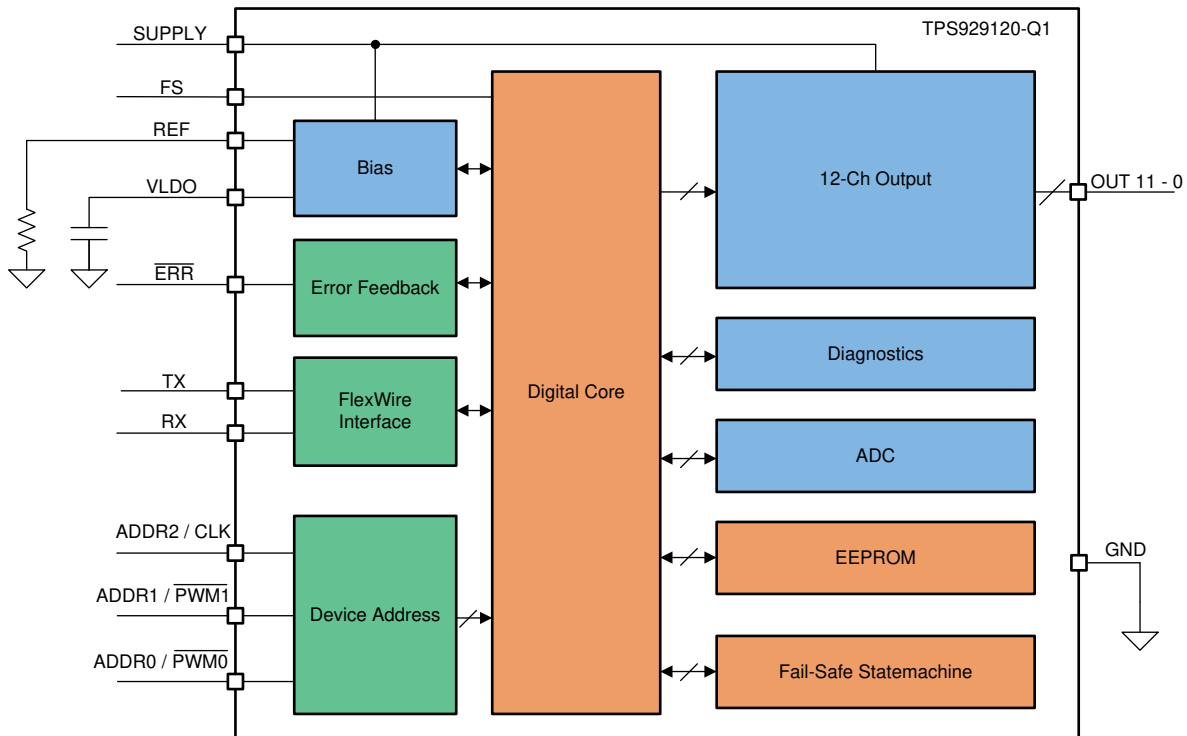 TPS929120-Q1
SUPPLY
FS
REF
VLDO
ERR
TX
RX
ADDR2 / CLK
ADDR1 / PWM1
ADDR0 / PWM0
Bias
Error Feedback
FlexWire
Interface
Device Address
Digital Core
12-Ch Output
Diagnostics
ADC
EEPROM
Fail-Safe Statemachine
OUT 11 - 0
GND